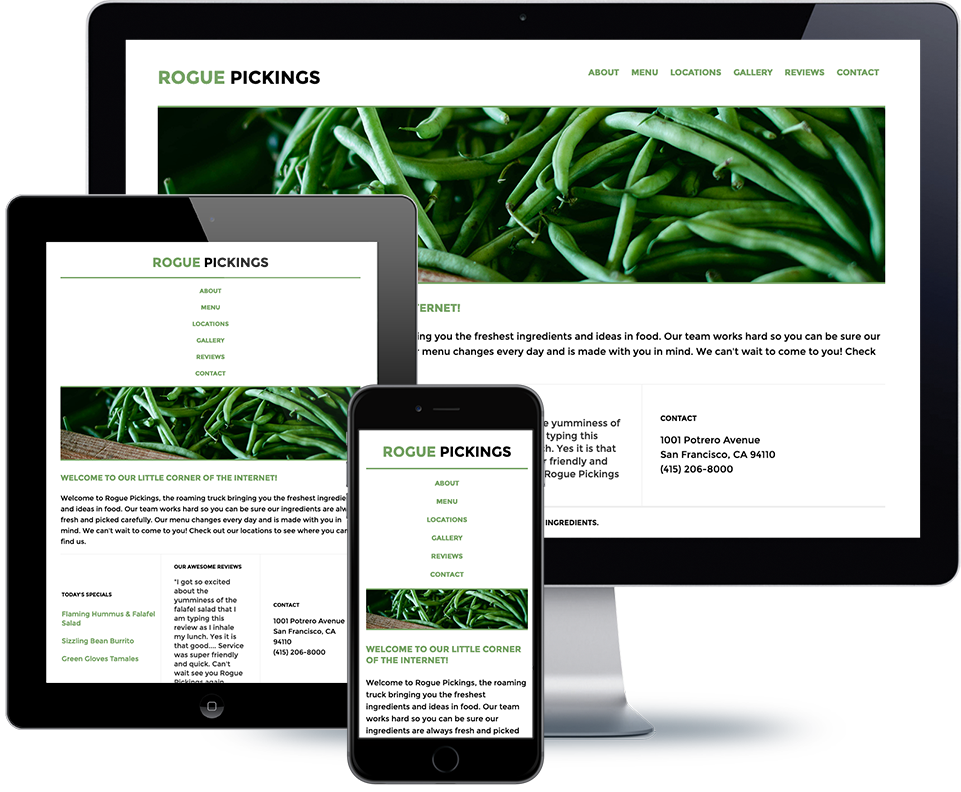 ROGUE PICKINGS
ABOUT MENU LOCATIONS GALLERY REVIEWS CONTACT
TERNET!
ing you the freshest ingredients and ideas in food. Our team works hard so you can be sure our
menu changes every day and is made with you in mind. We can't wait to come to you! Check
e yumminess of
typing this
h. Yes it is that
r friendly and
Rogue Pickings
CONTACT
1001 Potrero Avenue
San Francisco, CA 94110
(415) 206-8000
INGREDIENTS.
ROGUE PICKINGS
ABOUT
MENU
LOCATIONS
GALLERY
REVIEWS
CONTACT
WELCOME TO OUR LITTLE CORNER OF THE INTERNET!
Welcome to Rogue Pickings, the roaming truck bringing you the freshest ingredie
and ideas in food. Our team works hard so you can be sure our ingredients are alw
fresh and picked carefully. Our menu changes every day and is made with you in
mind. We can't wait to come to you! Check out our locations to see where you can
find us.
TODAY'S SPECIALS
Flaming Hummus & Falafel
Salad
Sizzling Bean Burrito
Green Gloves Tamales
OUR AWESOME REVIEWS
"I got so excited
about the
yumminess of the
falafel salad that I
am typing this
review as I inhale
my lunch. Yes it is
that good.... Service
was super friendly
and quick. Can't
wait see you Rogue
Pickings again
CONTACT
1001 Potrero Avenue
San Francisco, CA
94110
(415) 206-8000
ROGUE PICKINGS
ABOUT
MENU
LOCATIONS
GALLERY
REVIEWS
CONTACT
WELCOME TO OUR LITTLE CORNER
OF THE INTERNET!
Welcome to Rogue Pickings, the roaming
truck bringing you the freshest
ingredients and ideas in food. Our team
works hard so you can be sure our
ingredients are always fresh and picked